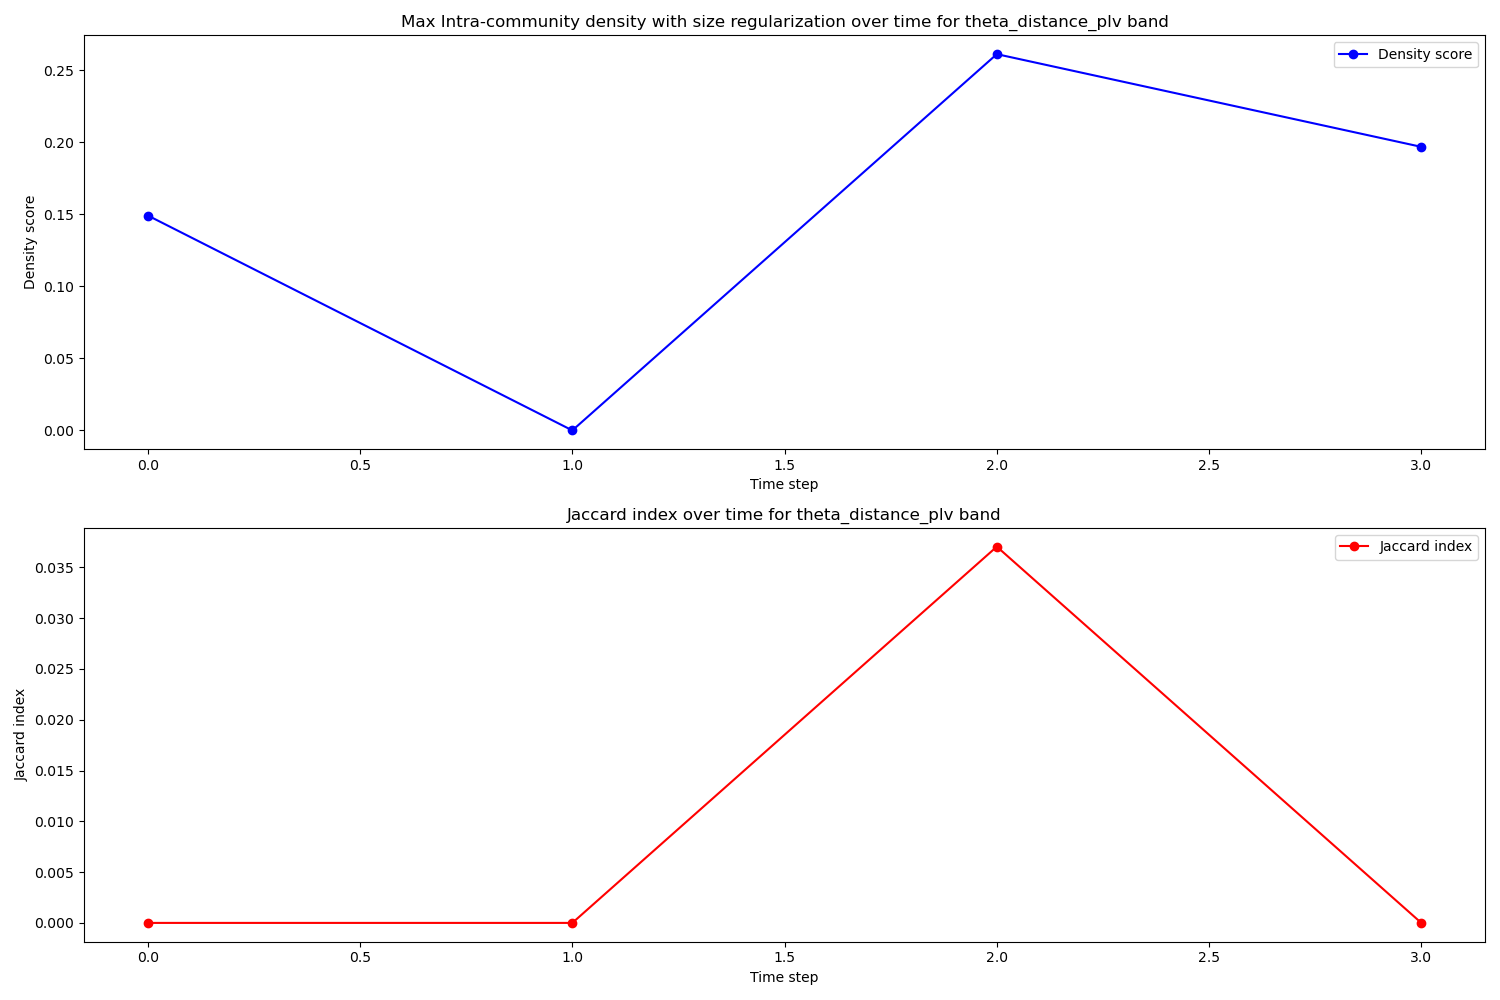 Max Intra-community density with size regularization over time for theta_distance_plv band
Density score
0.25
0.20
0.15
0.10
0.05
0.00
Density score
0.0 0.5 1.0 1.5 2.0 2.5 3.0
Time step
Jaccard index over time for theta_distance_plv band
Jaccard index
0.035
0.030
0.025
0.020
0.015
0.010
0.005
0.000
Jaccard index
0.0 0.5 1.0 1.5 2.0 2.5 3.0
Time step